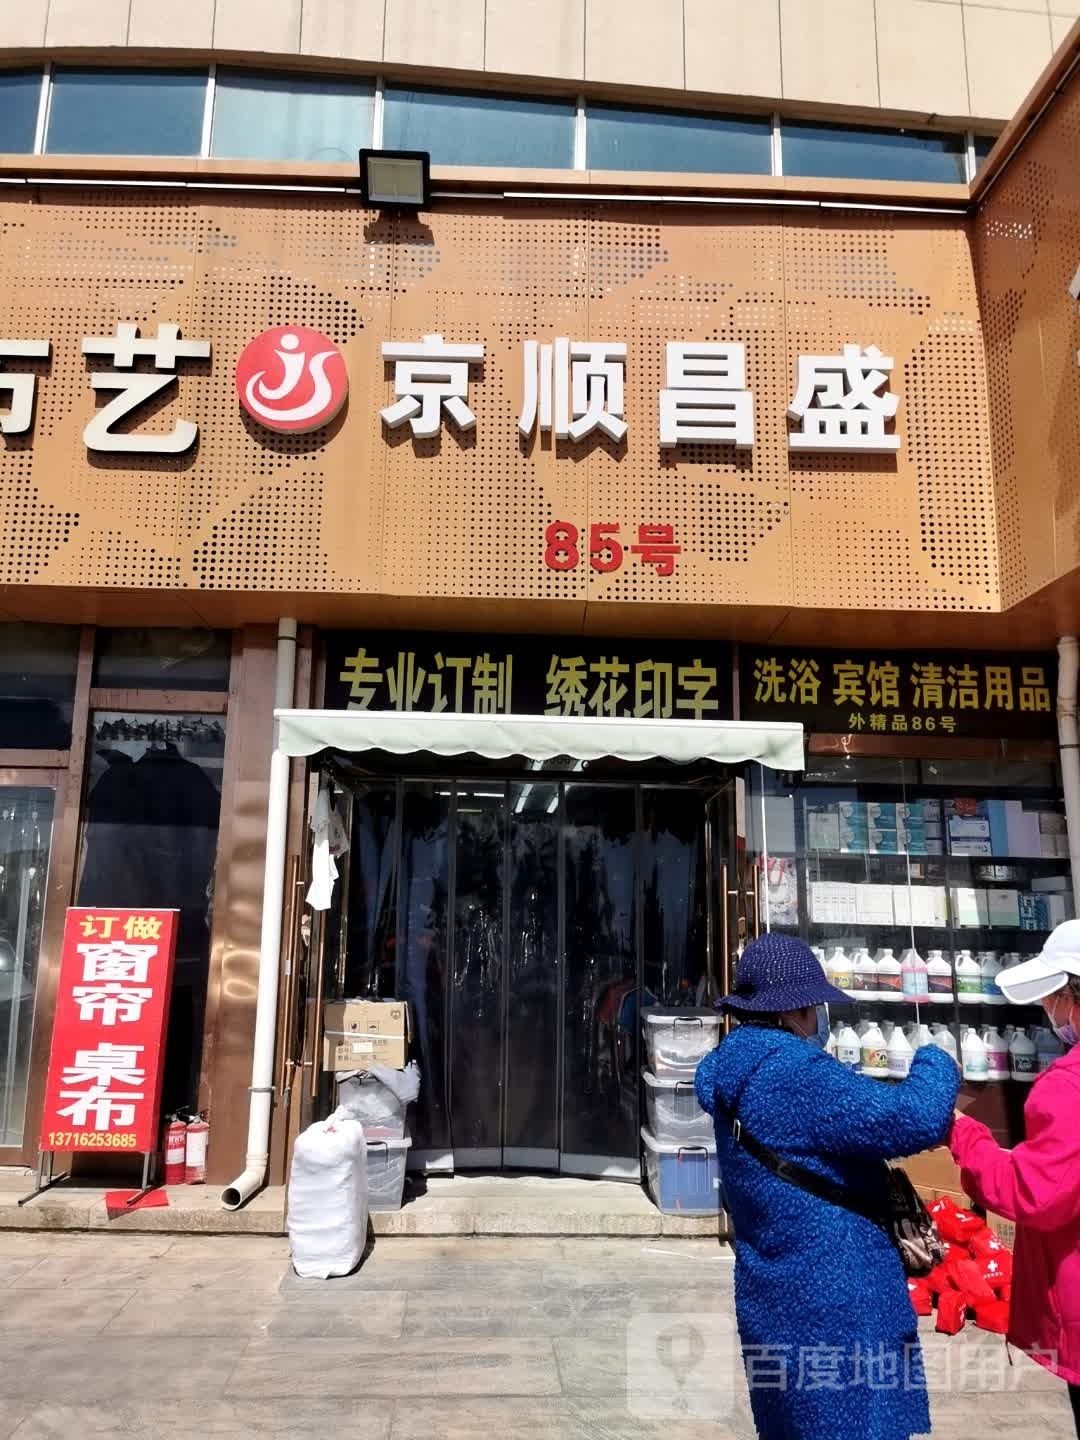 布艺 JS 京顺昌盛
85号
专业订制 绣花印字
洗浴 宾馆 清洁用品
外精品86号
订做
窗帘
桌布
13716253685
百度地图用户